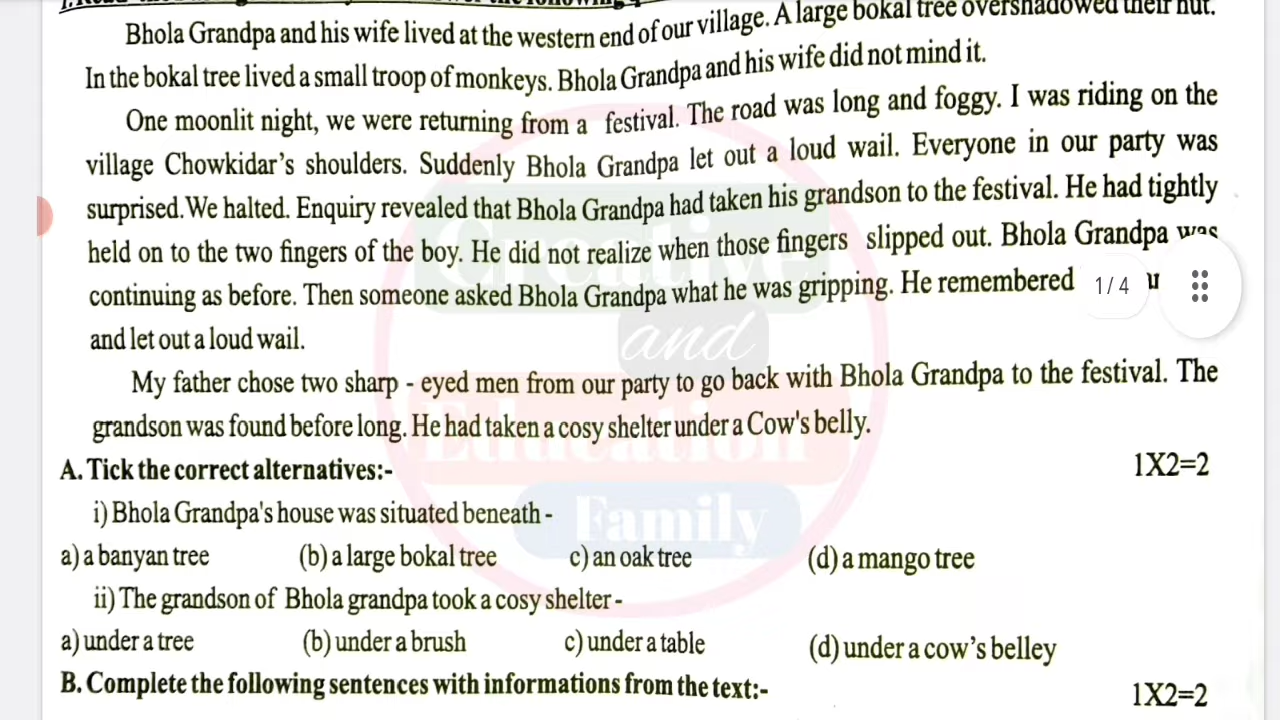 Bhola Grandpa and his wife lived at the western end of our village. A large bokal tree overshadowed their hut.
In the bokal tree lived a small troop of monkeys. Bhola Grandpa and his wife did not mind it.
One moonlit night, we were returning from a festival. The road was long and foggy. I was riding on the
village Chowkidar's shoulders. Suddenly Bhola Grandpa let out a loud wail. Everyone in our party was
surprised. We halted. Enquiry revealed that Bhola Grandpa had taken his grandson to the festival. He had tightly
held on to the two fingers of the boy. He did not realize when those fingers slipped out. Bhola Grandpa was
continuing as before. Then someone asked Bhola Grandpa what he was gripping. He remembered
1 / 4
and let out a loud wail.
My father chose two sharp - eyed men from our party to go back with Bhola Grandpa to the festival. The
grandson was found before long. He had taken a cosy shelter under a Cow's belly.
A. Tick the correct alternatives:- 1X2=2
i) Bhola Grandpa's house was situated beneath -
a) a banyan tree (b) a large bokal tree c) an oak tree (d) a mango tree
ii) The grandson of Bhola grandpa took a cosy shelter -
a) under a tree (b) under a brush c) under a table (d) under a cow's belley
B. Complete the following sentences with informations from the text:- 1X2=2
Creative
and
Education
Family